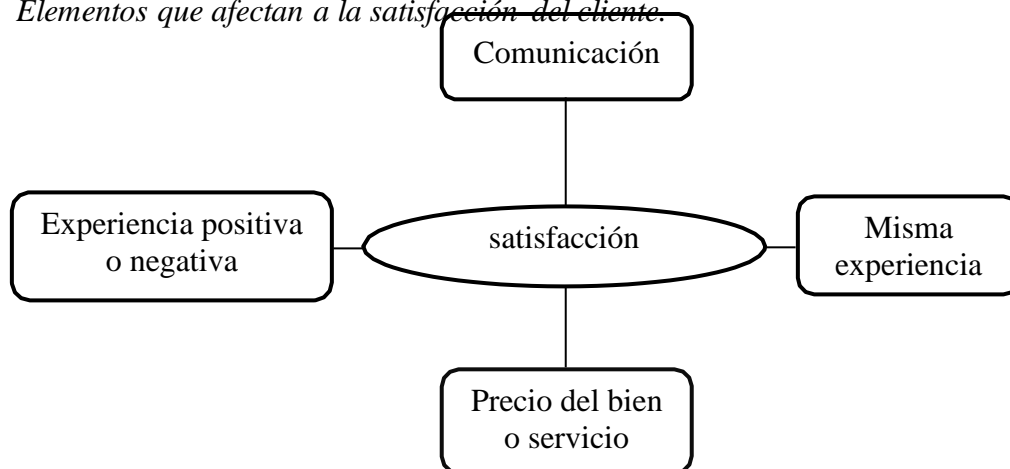 Elementos que afectan a la satisfacción del cliente.
Comunicación
Experiencia positiva
o negativa
satisfacción
Misma
experiencia
Precio del bien
o servicio